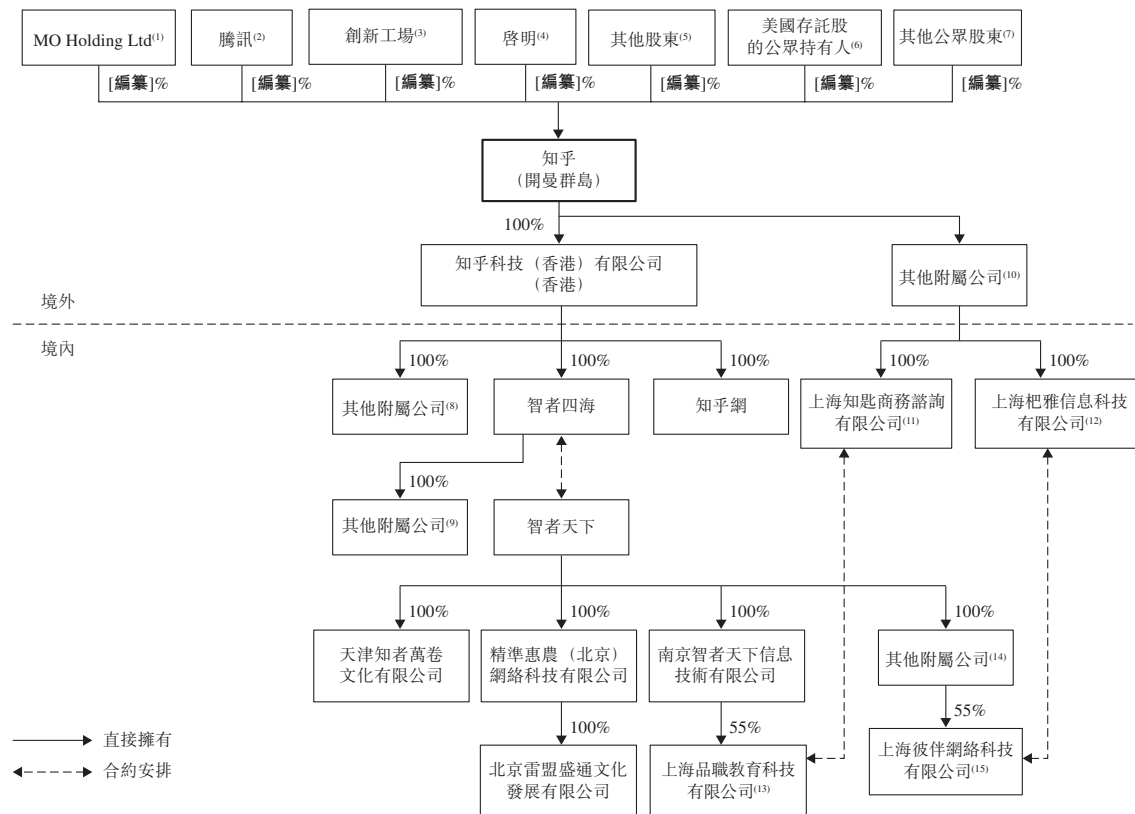 MO Holding Ltd(1)
騰訊(2)
創新工場(3)
啓明(4)
其他股東(5)
美國存託股
的公眾持有人(6)
其他公眾股東(7)
[編纂]%
[編纂]%
[編纂]%
[編纂]%
[編纂]%
[編纂]%
[編纂]%
知乎
（開曼群島）
100%
知乎科技（香港）有限公司
（香港）
其他附屬公司(10)
境外
境內
100%
100%
100%
100%
100%
其他附屬公司(8)
智者四海
知乎網
上海知匙商務諮詢
有限公司(11)
上海杷雅信息科技
有限公司(12)
100%
其他附屬公司(9)
智者天下
100%
100%
100%
100%
天津知者萬卷
文化有限公司
精準惠農（北京）
網絡科技有限公司
南京智者天下信息
技術有限公司
其他附屬公司(14)
100%
55%
55%
北京雷盟盛通文化
發展有限公司
上海品職教育科技
有限公司(13)
上海彼伴網絡科技
有限公司(15)
直接擁有
合約安排